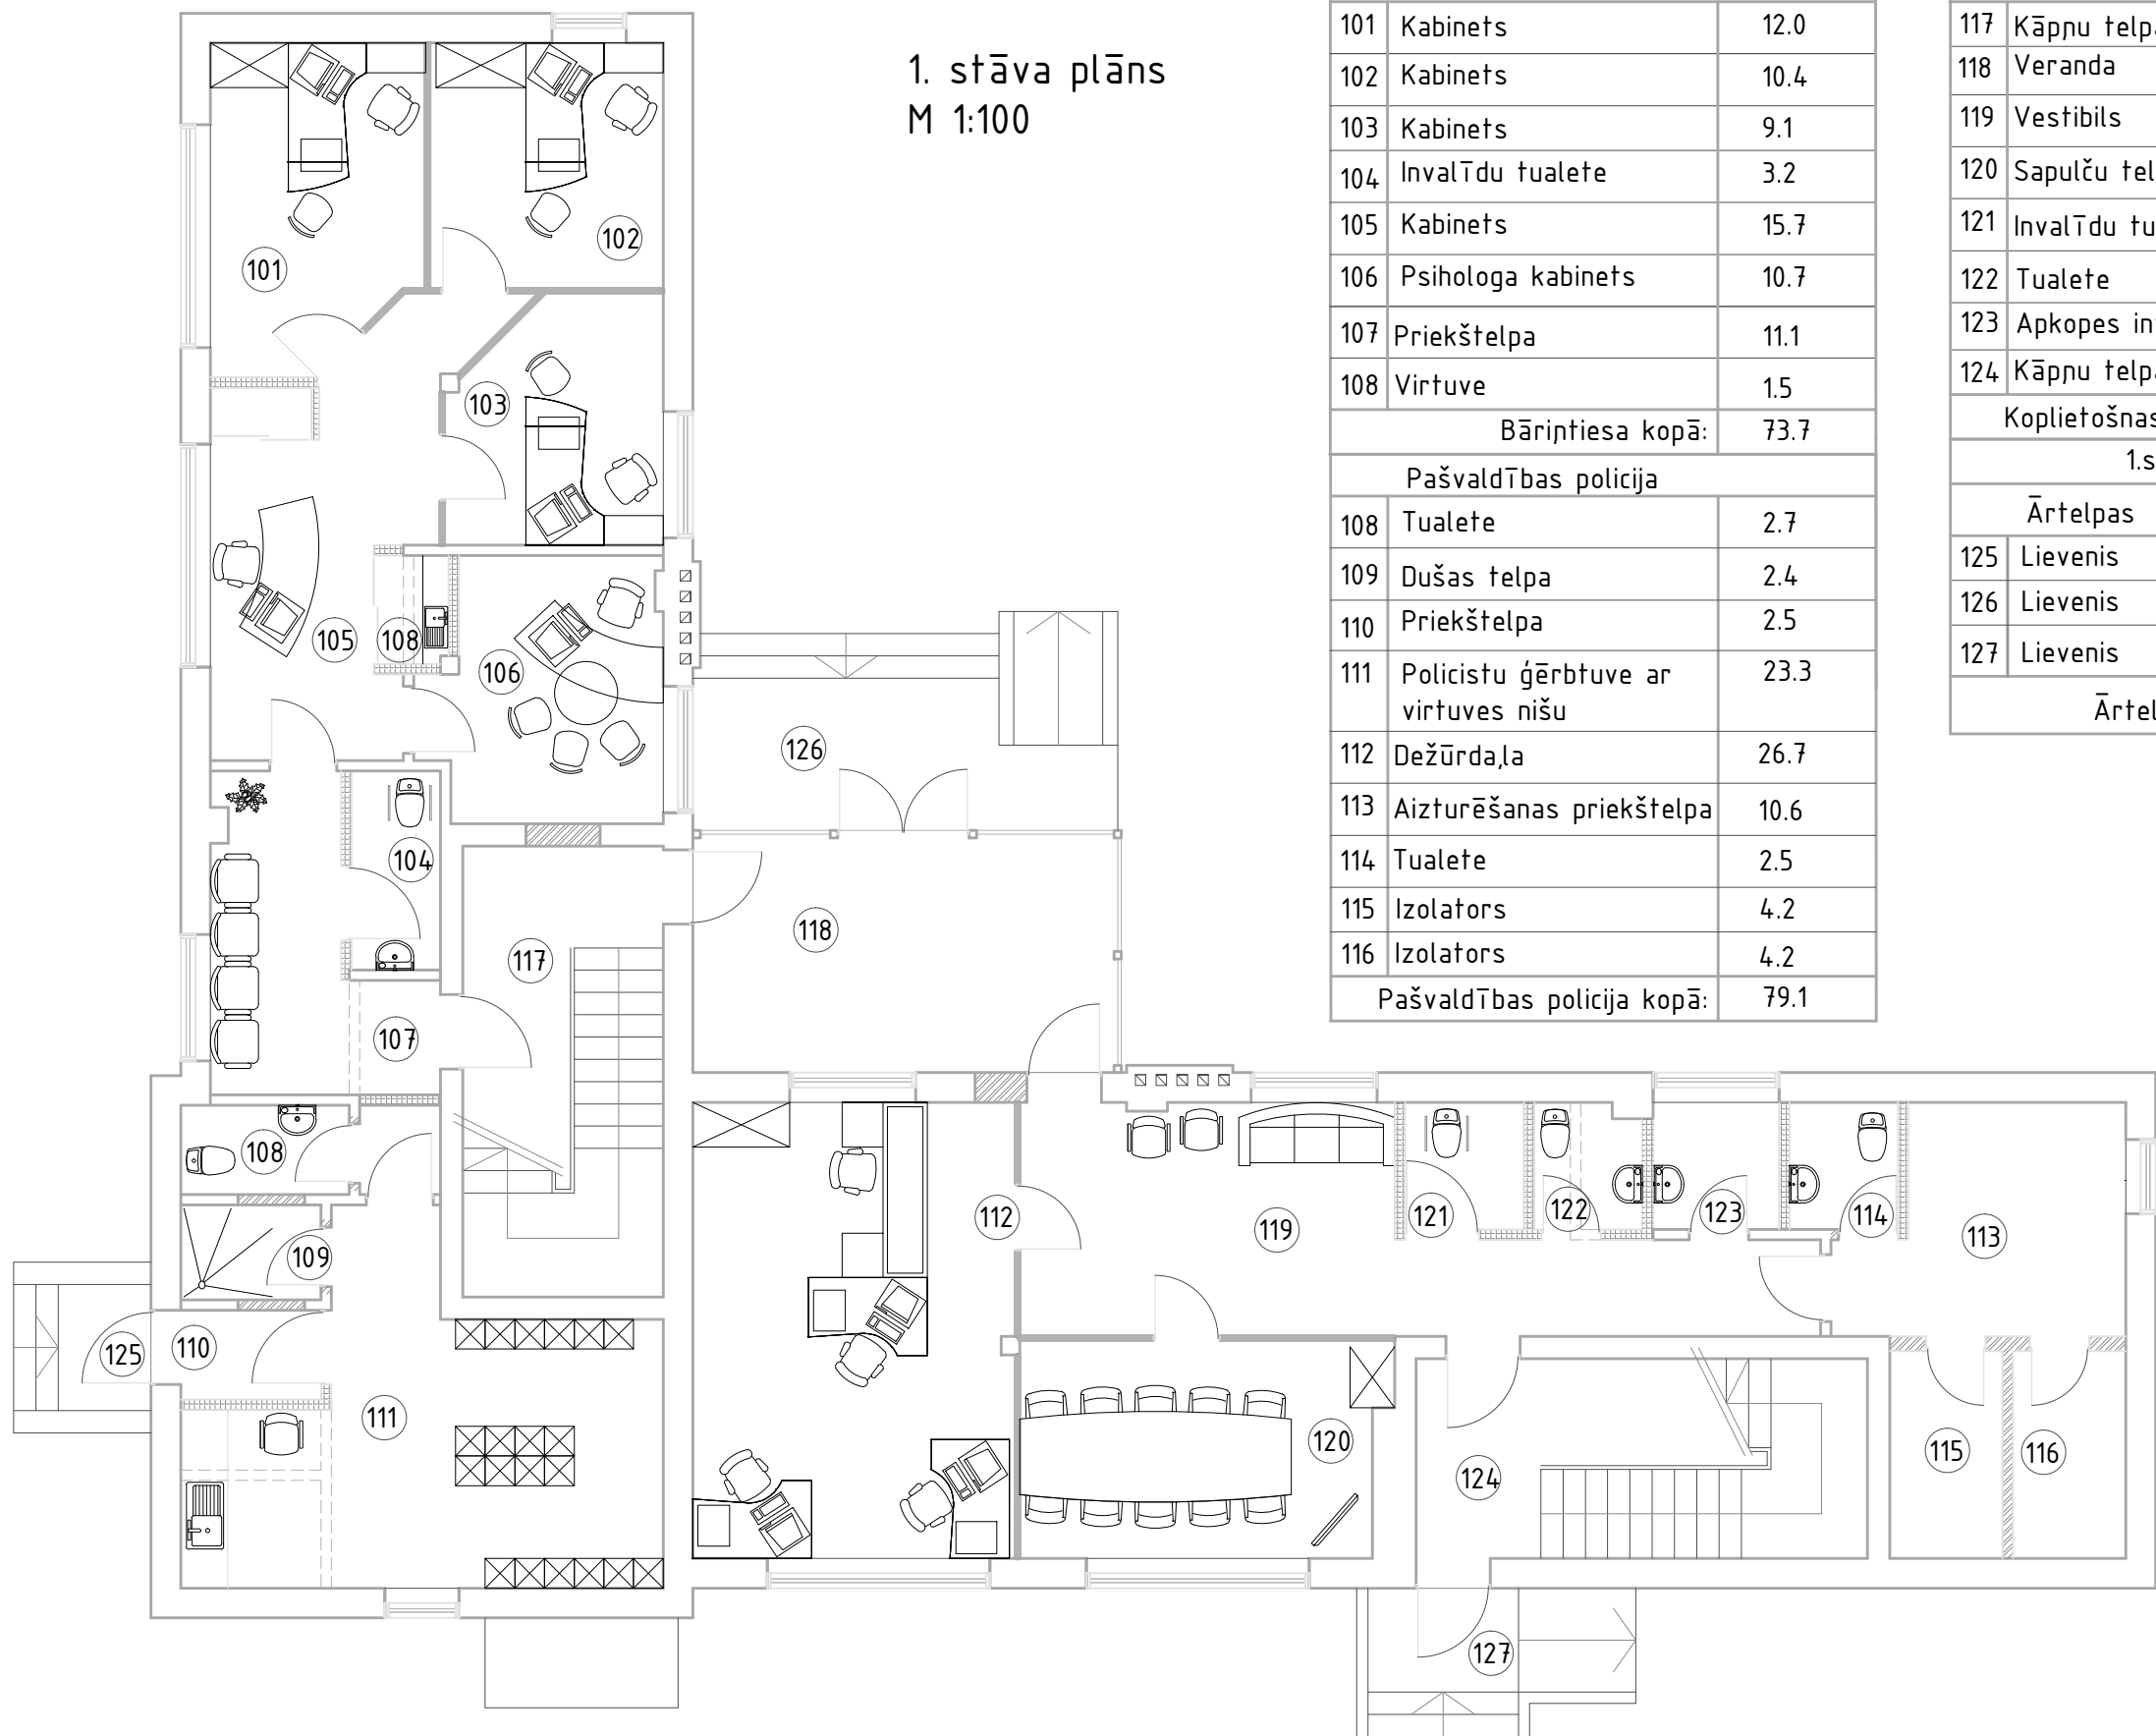 1. stāva plāns
M 1:100
101 Kabinets 12.0
102 Kabinets 10.4
103 Kabinets 9.1
104 Invalīdu tualete 3.2
105 Kabinets 15.7
106 Psihologa kabinets 10.7
107 Priekštelpa 11.1
108 Virtuve 1.5
Bāriņtiesa kopā: 73.7
Pašvaldības policija
108 Tualete 2.7
109 Dušas telpa 2.4
110 Priekštelpa 2.5
111 Policistu ģērbtuve ar 23.3
virtuves nišu
112 Dežūrdaļa 26.7
113 Aizturēšanas priekštelpa 10.6
114 Tualete 2.5
115 Izolators 4.2
116 Izolators 4.2
Pašvaldības policija kopā: 79.1
117 Kāpņu telpa
118 Veranda
119 Vestibils
120 Sapulču tel
121 Invalīdu tu
122 Tualete
123 Apkopes in
124 Kāpņu telpa
Koplietošnas
1.s
Ārtelpas
125 Lievenis
126 Lievenis
127 Lievenis
Ārtel
101
102
103
105
108
106
126
104
118
117
107
108
112
119
121
122
123
114
113
109
125
110
111
120
124
115
116
127